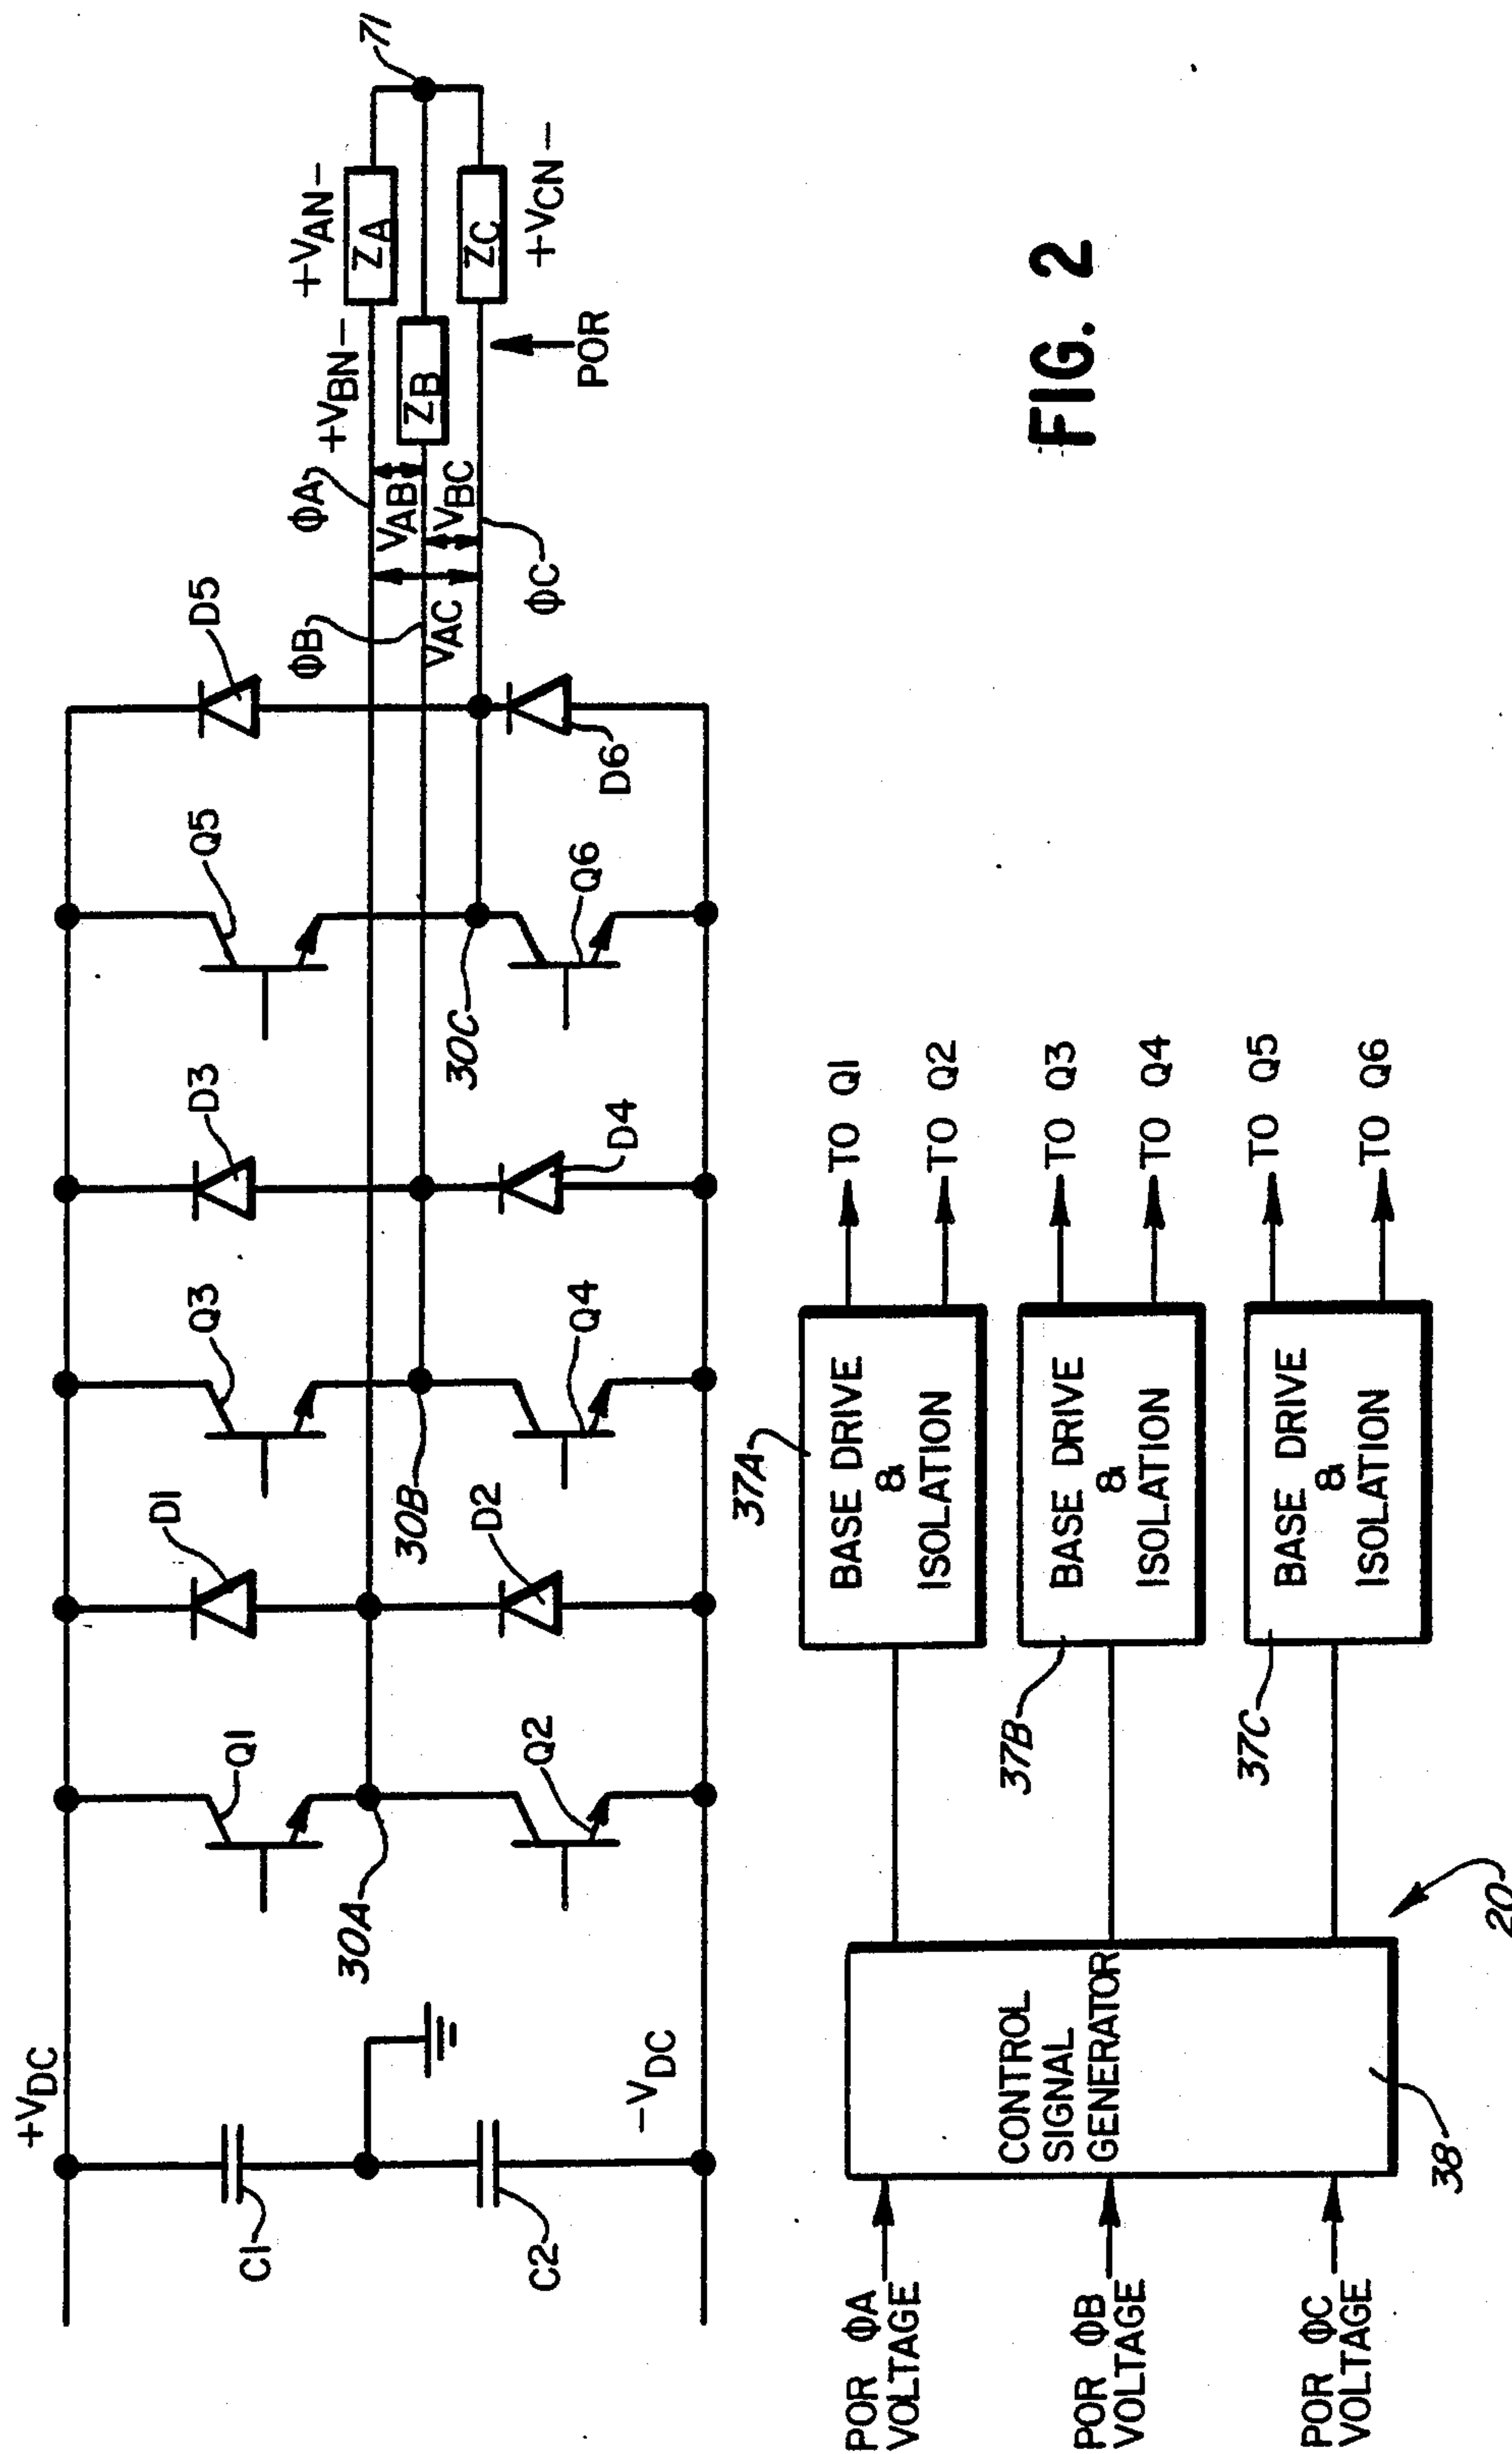 +VDC
C1
C2
-VDC
30A
Q1
Q2
D1
D2
30B
Q3
Q4
D3
D4
30C
Q5
Q6
D5
D6
ΦB
ΦA
VAC
VAB
VBC
ΦC
+VBN-
+VAN-
ZB
ZA
ZC
+VCN-
POR
71
POR ΦA
VOLTAGE
POR ΦB
VOLTAGE
POR ΦC
VOLTAGE
CONTROL
SIGNAL
GENERATOR
38
20
37A
BASE DRIVE
&
ISOLATION
TO Q1
TO Q2
37B
BASE DRIVE
&
ISOLATION
TO Q3
TO Q4
37C
BASE DRIVE
&
ISOLATION
TO Q5
TO Q6
FIG. 2